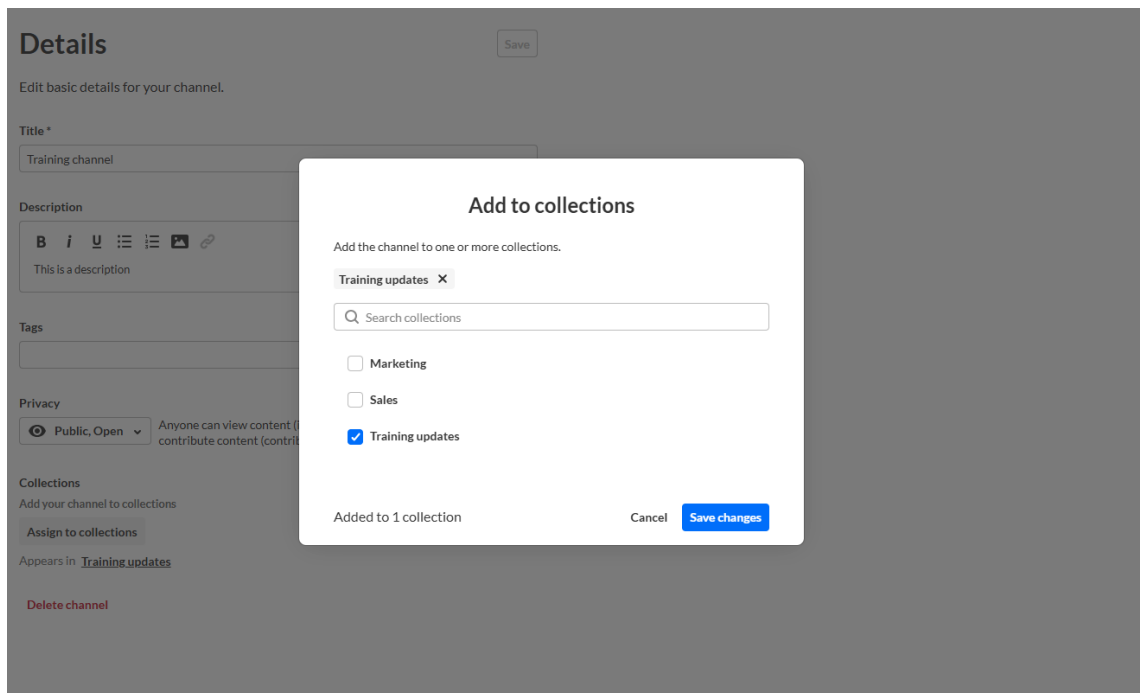 Details
Save
Edit basic details for your channel.
Title *
Training channel
Description
B i U
This is a description
Tags
Privacy
Public, Open
Anyone can view content
contribute content
Collections
Add your channel to collections
Assign to collections
Appears in Training updates
Delete channel
Add to collections
Add the channel to one or more collections.
Training updates
Search collections
Marketing
Sales
Training updates
Added to 1 collection
Cancel
Save changes